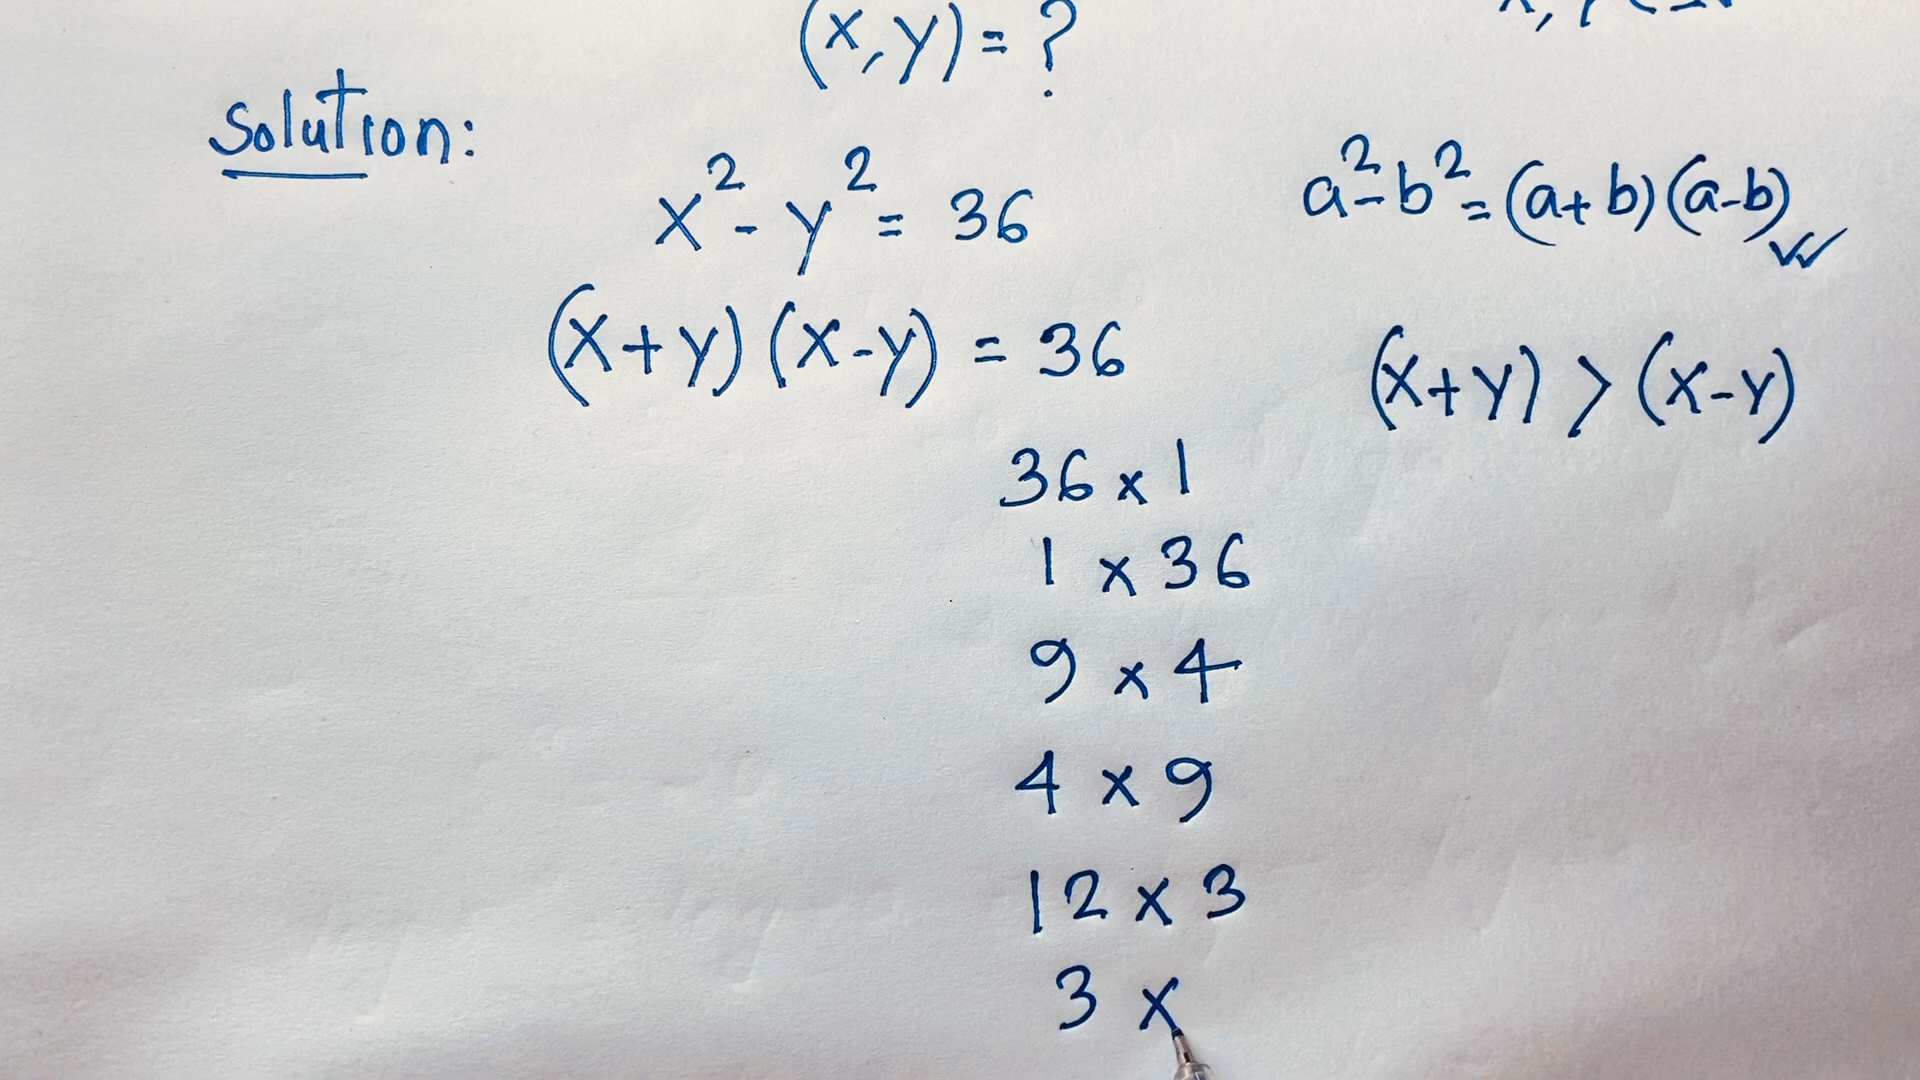 (x,y) = ?
Solution:
x² - y² = 36
a² - b² = (a+b)(a-b)
(x+y)(x-y) = 36
(x+y) > (x-y)
36 × 1
1 × 36
9 × 4
4 × 9
12 × 3
3 ×